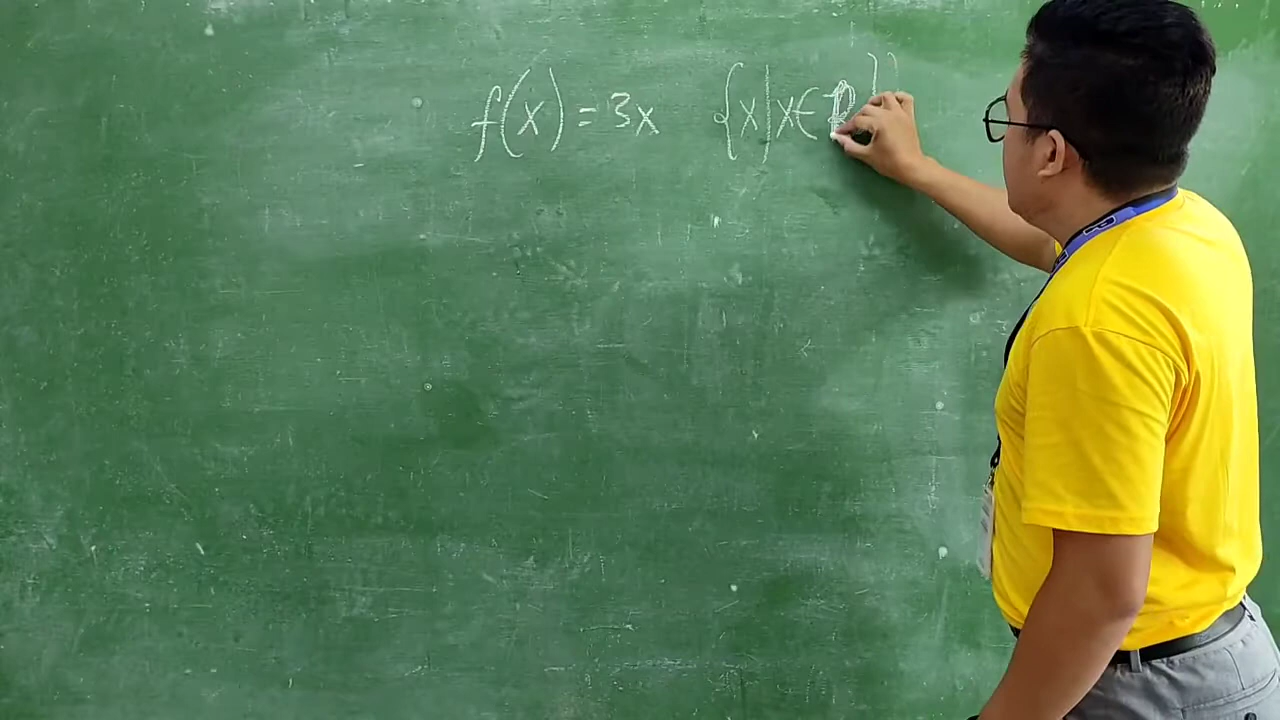 f(x) = 3x {x|x∈ℝ}